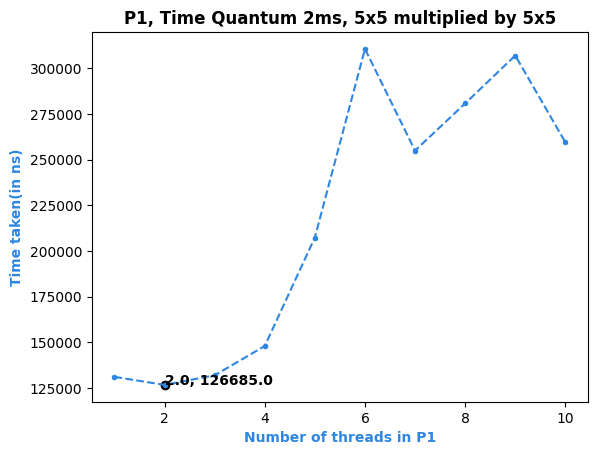 P1, Time Quantum 2ms, 5x5 multiplied by 5x5
Time taken(in ns)
300000
275000
250000
225000
200000
175000
150000
125000
2.0, 126685.0
2 4 6 8 10
Number of threads in P1